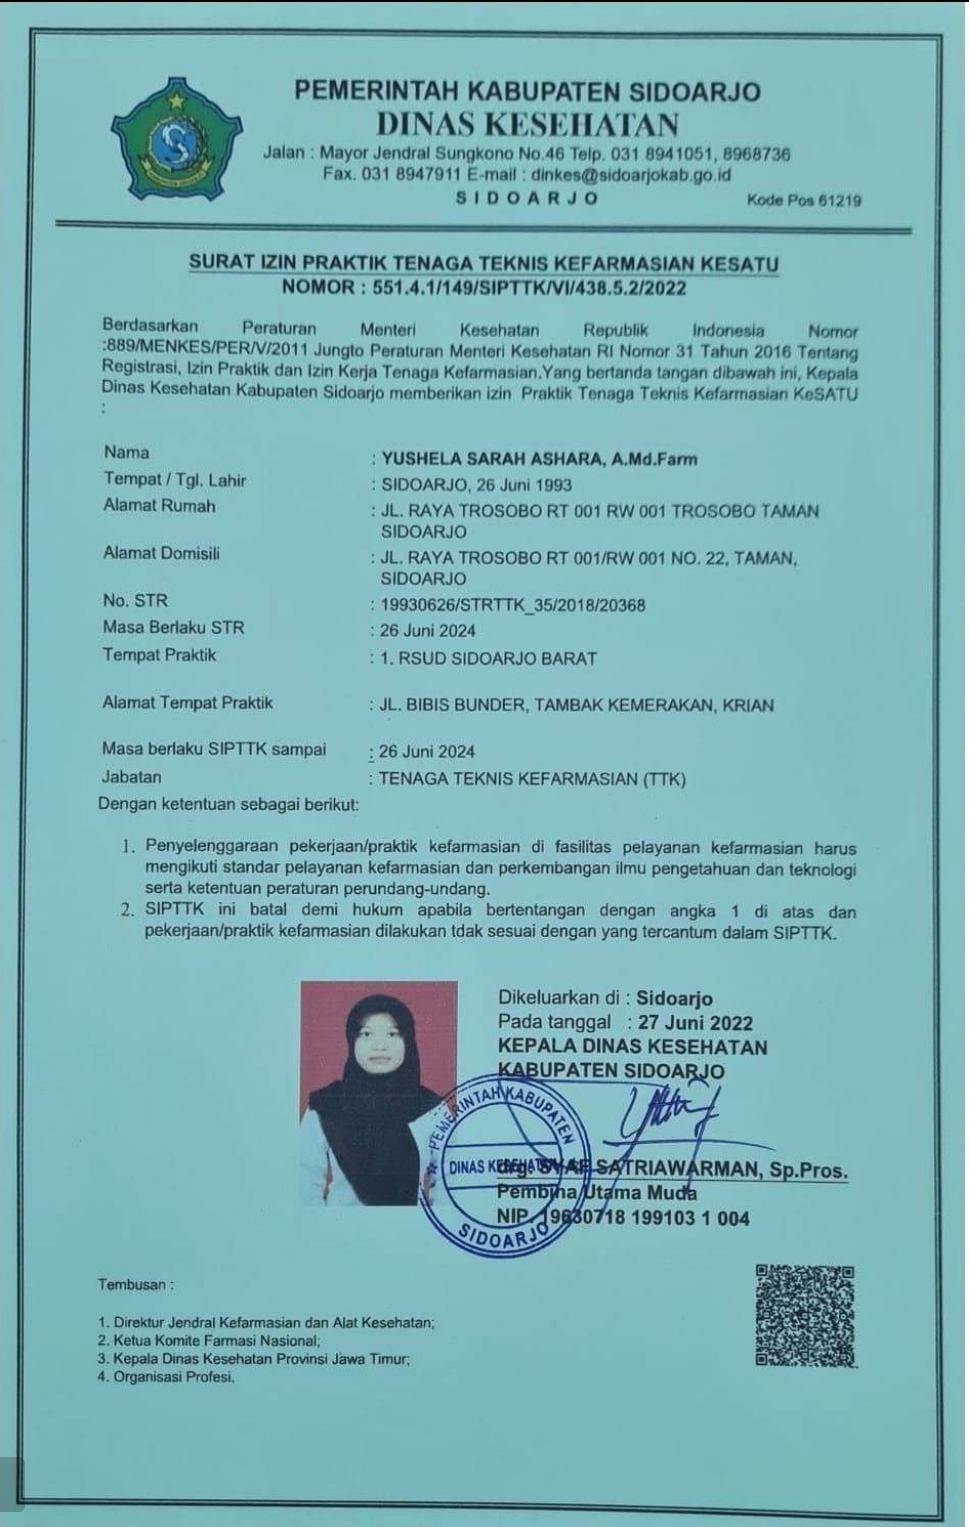 PEMERINTAH KABUPATEN SIDOARJO
DINAS KESEHATAN
Jalan : Mayor Jendral Sungkono No.46 Telp. 031 8941051, 8968736
Fax. 031 8947911 E-mail : dinkes@sidoarjokab.go.id
S I D O A R J O Kode Pos 61219
SURAT IZIN PRAKTIK TENAGA TEKNIS KEFARMASIAN KESATU
NOMOR : 551.4.1/149/SIPTTK/VI/438.5.2/2022
Berdasarkan Peraturan Menteri Kesehatan Republik Indonesia Nomor
:889/MENKES/PER/V/2011 Jungto Peraturan Menteri Kesehatan RI Nomor 31 Tahun 2016 Tentang
Registrasi, Izin Praktik dan Izin Kerja Tenaga Kefarmasian,Yang bertanda tangan dibawah ini, Kepala
Dinas Kesehatan Kabupaten Sidoarjo memberikan izin Praktik Tenaga Teknis Kefarmasian KeSATU
:
Nama : YUSHELA SARAH ASHARA, A.Md.Farm
Tempat / Tgl. Lahir : SIDOARJO, 26 Juni 1993
Alamat Rumah : JL. RAYA TROSOBO RT 001 RW 001 TROSOBO TAMAN
SIDOARJO
Alamat Domisili : JL. RAYA TROSOBO RT 001/RW 001 NO. 22, TAMAN,
SIDOARJO
No. STR : 19930626/STRTTK_35/2018/20368
Masa Berlaku STR : 26 Juni 2024
Tempat Praktik : 1. RSUD SIDOARJO BARAT
Alamat Tempat Praktik : JL. BIBIS BUNDER, TAMBAK KEMERAKAN, KRIAN
Masa berlaku SIPTTK sampai : 26 Juni 2024
Jabatan : TENAGA TEKNIS KEFARMASIAN (TTK)
Dengan ketentuan sebagai berikut:
1. Penyelenggaraan pekerjaan/praktik kefarmasian di fasilitas pelayanan kefarmasian harus
mengikuti standar pelayanan kefarmasian dan perkembangan ilmu pengetahuan dan teknologi
serta ketentuan peraturan perundang-undang.
2. SIPTTK ini batal demi hukum apabila bertentangan dengan angka 1 di atas dan
pekerjaan/praktik kefarmasian dilakukan tdak sesuai dengan yang tercantum dalam SIPTTK.
Dikeluarkan di : Sidoarjo
Pada tanggal : 27 Juni 2022
KEPALA DINAS KESEHATAN
KABUPATEN SIDOARJO
PEMERINTAH KABUPATEN
DINAS KESEHATAN
SIDOARJO
drg. SYAF SATRIAWARMAN, Sp.Pros.
Pembina Utama Muda
NIP. 19630718 199103 1 004
Tembusan :
1. Direktur Jendral Kefarmasian dan Alat Kesehatan;
2. Ketua Komite Farmasi Nasional;
3. Kepala Dinas Kesehatan Provinsi Jawa Timur;
4. Organisasi Profesi.